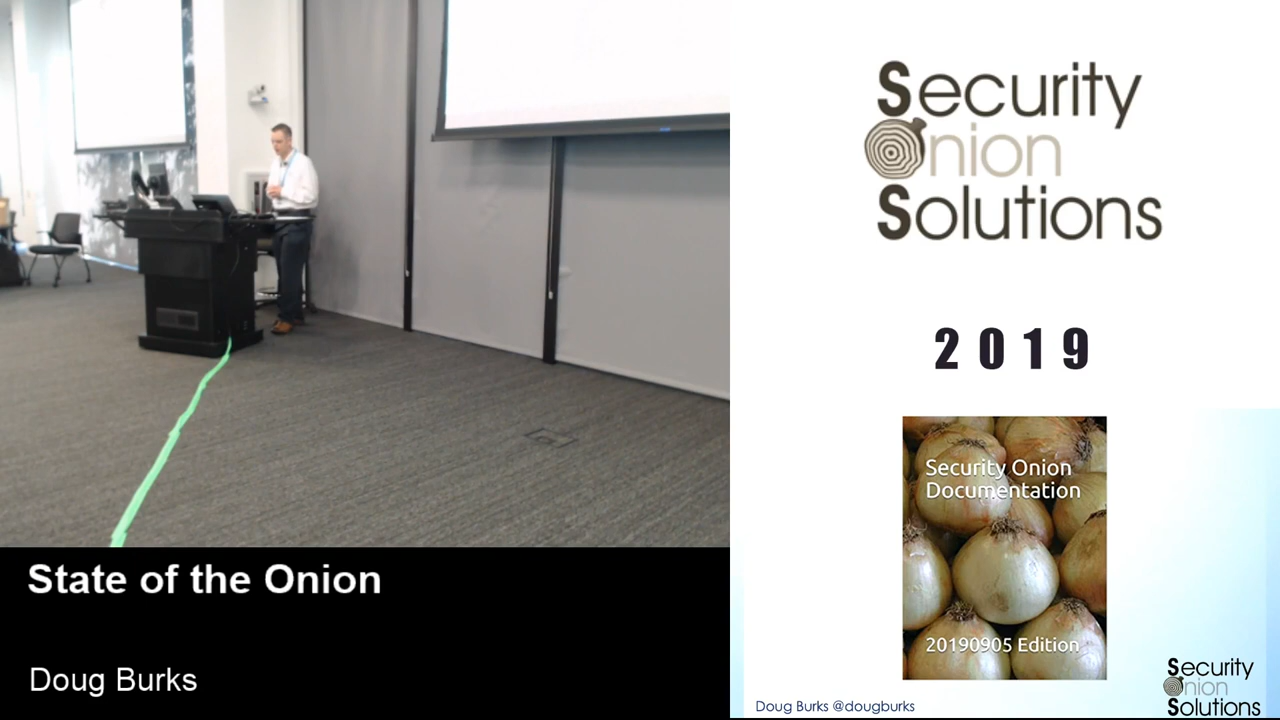 State of the Onion
Doug Burks
Security
Onion
Solutions
2019
Security Onion
Documentation
20190905 Edition
Doug Burks @dougburks
Security
Onion
Solutions